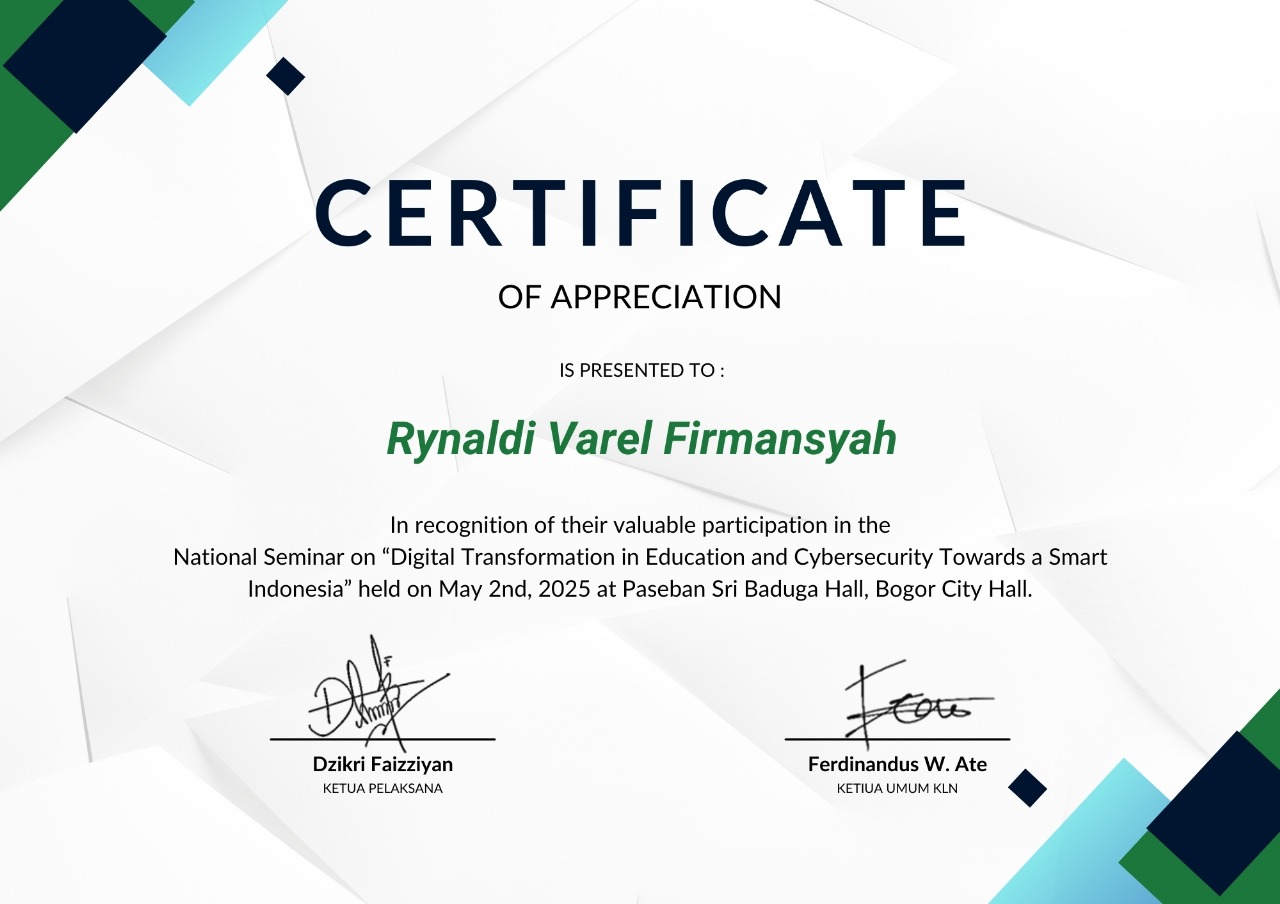 CERTIFICATE
OF APPRECIATION
IS PRESENTED TO :
Rynaldi Varel Firmansyah
In recognition of their valuable participation in the
National Seminar on “Digital Transformation in Education and Cybersecurity Towards a Smart
Indonesia” held on May 2nd, 2025 at Paseban Sri Baduga Hall, Bogor City Hall.
Dzikri Faizziyan
KETUA PELAKSANA
Ferdinandus W. Ate
KETIUA UMUM KLN